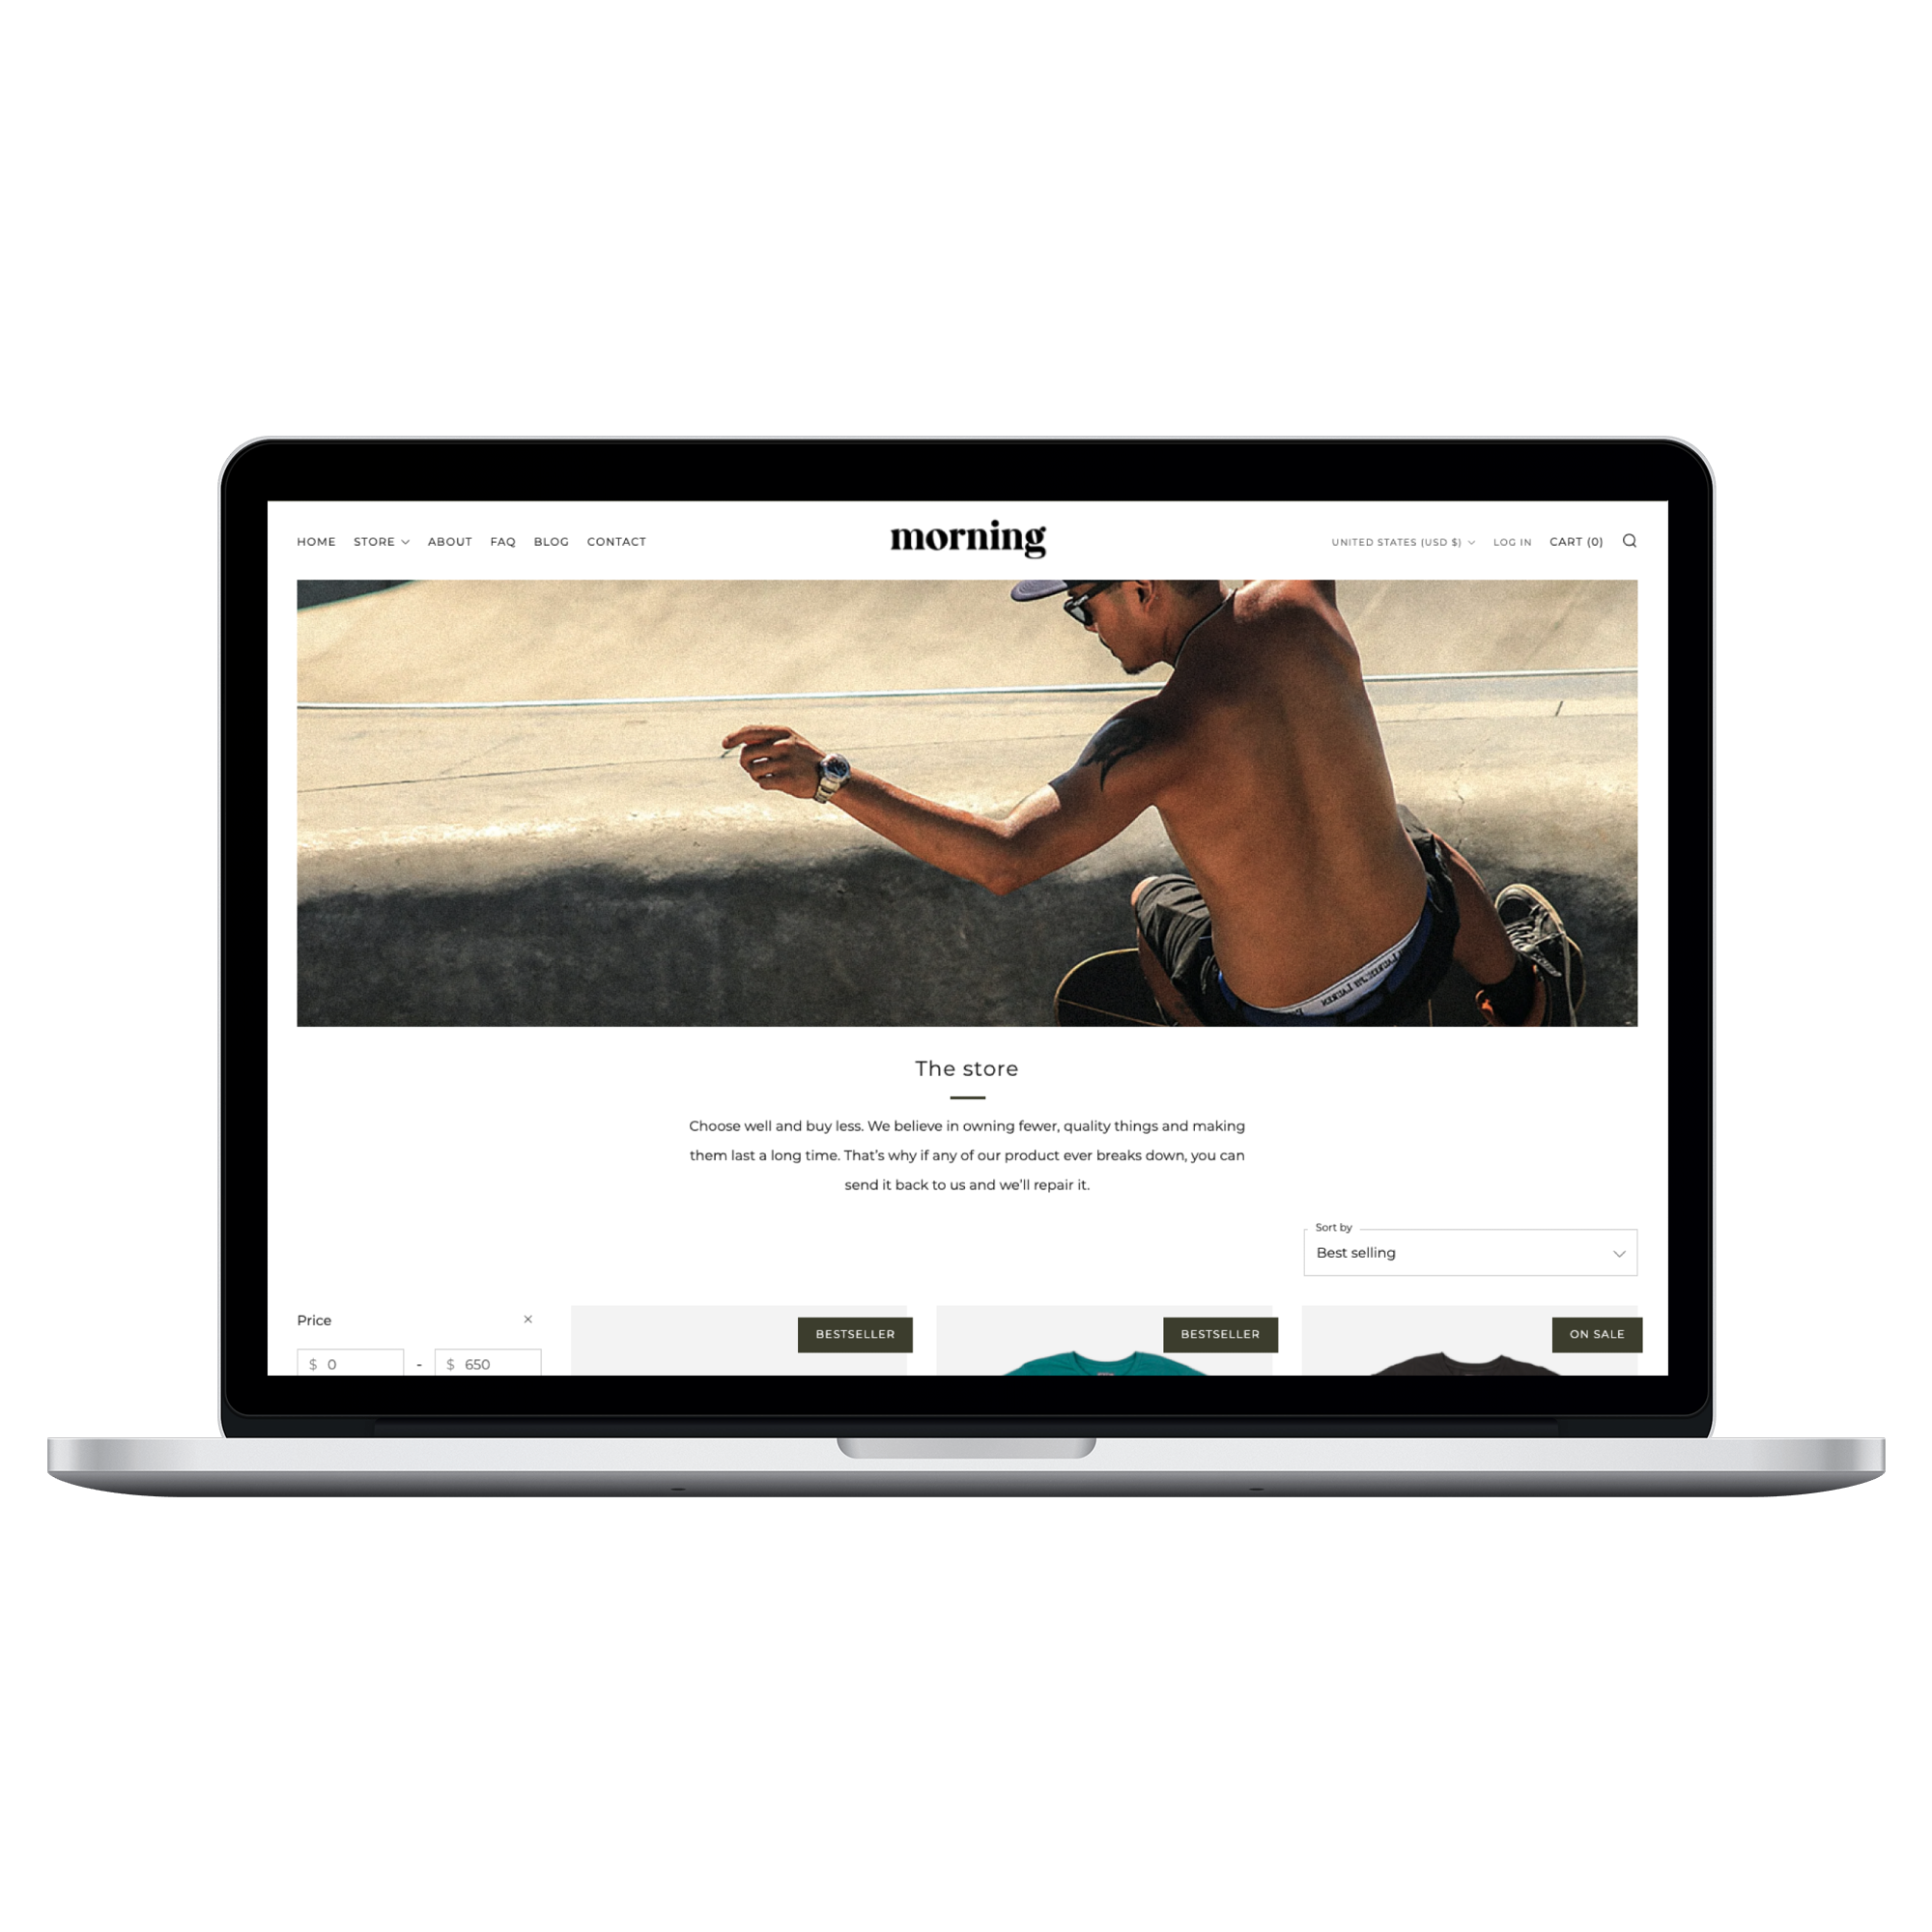 HOME STORE ABOUT FAQ BLOG CONTACT
morning
UNITED STATES (USD $) LOG IN CART (0)
The store
Choose well and buy less. We believe in owning fewer, quality things and making
them last a long time. That’s why if any of our product ever breaks down, you can
send it back to us and we’ll repair it.
Sort by
Best selling
Price
$ 0 - $ 650
BESTSELLER
BESTSELLER
ON SALE